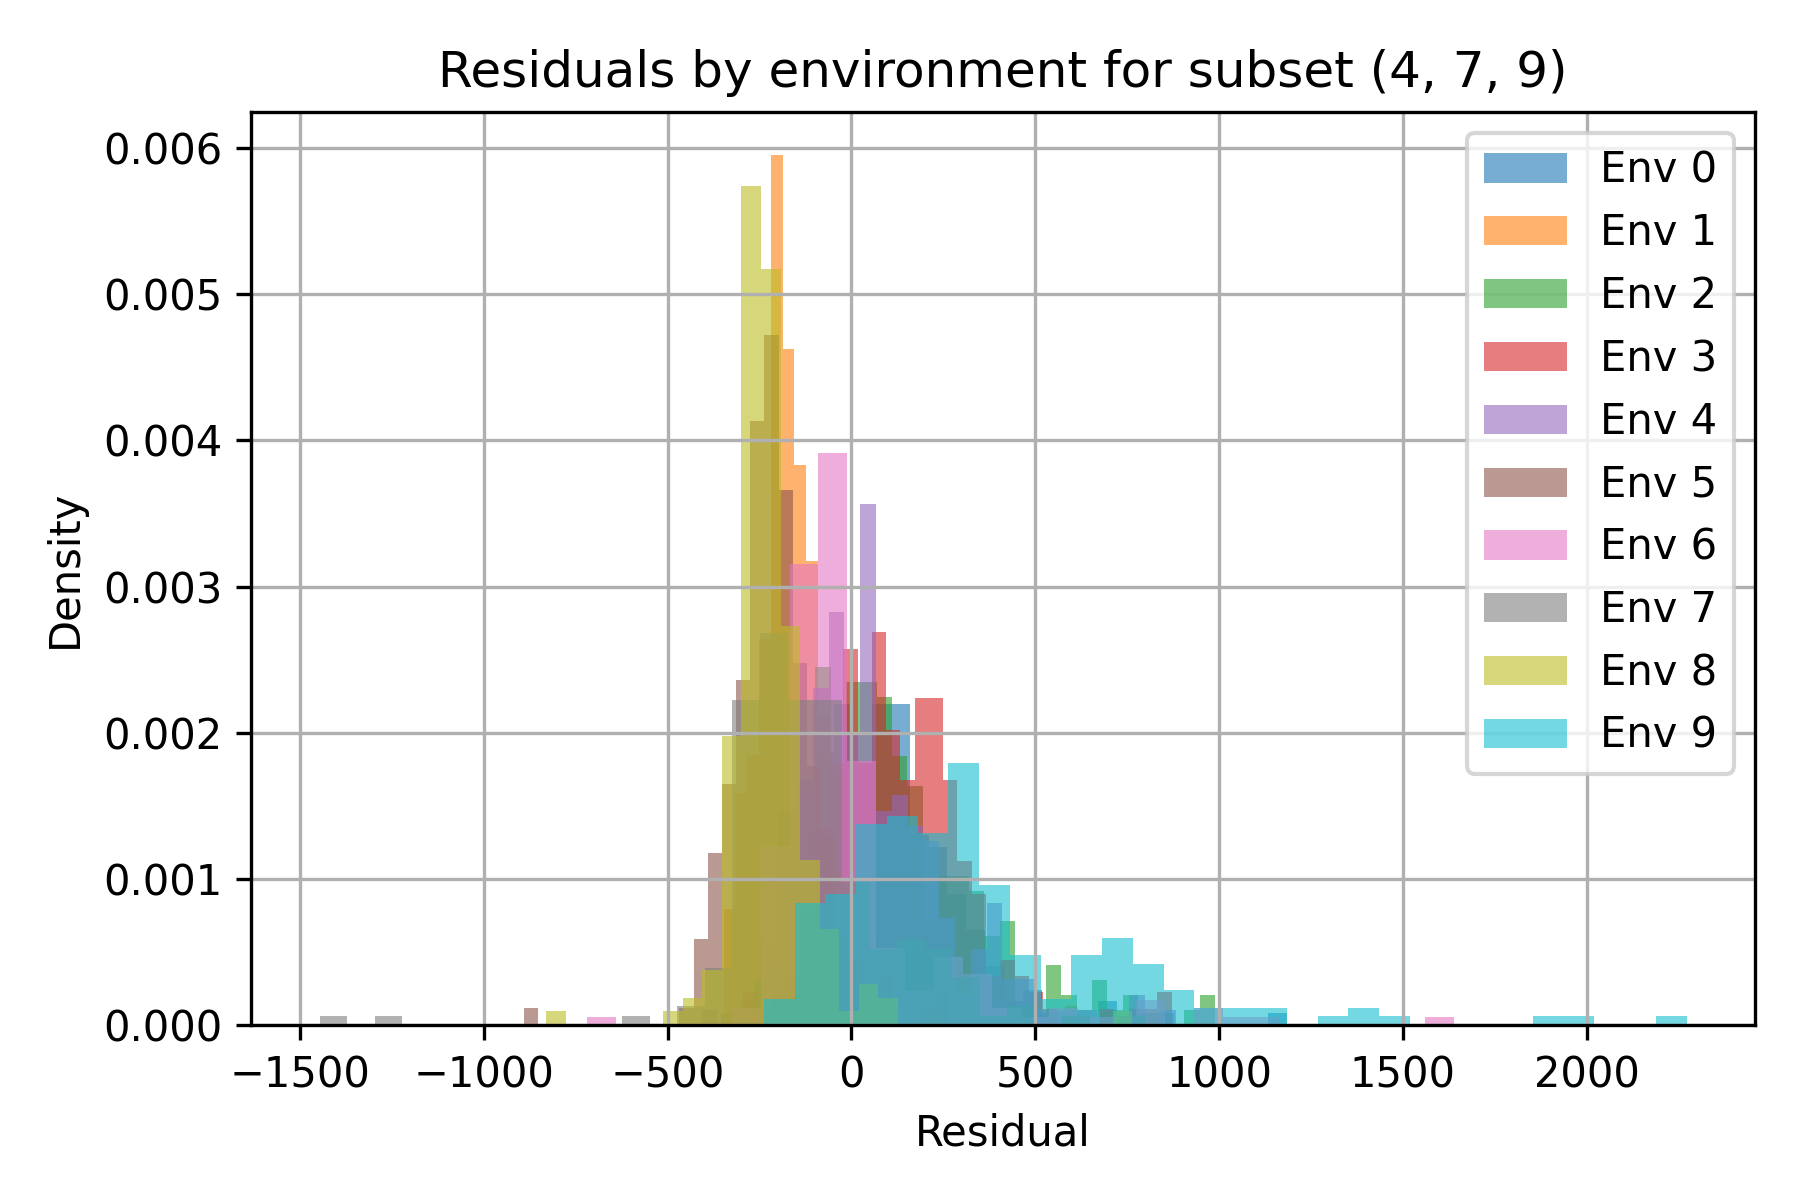 Residuals by environment for subset (4, 7, 9)
0.006
0.005
0.004
0.003
0.002
0.001
0.000
Density
−1500
−1000
−500
0
500
1000
1500
2000
Residual
Env 0
Env 1
Env 2
Env 3
Env 4
Env 5
Env 6
Env 7
Env 8
Env 9